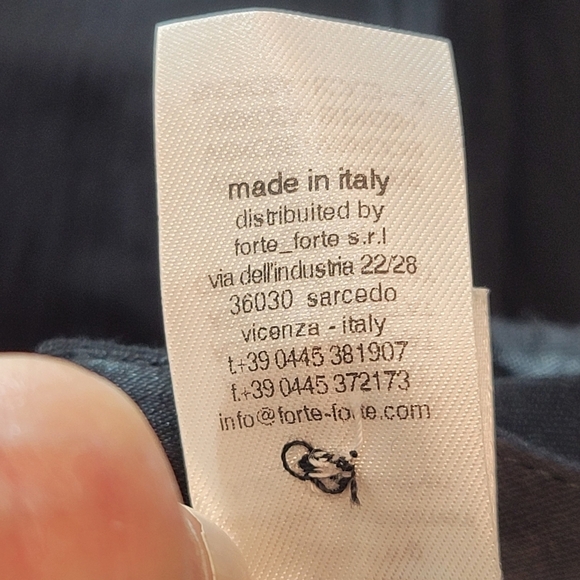 made in italy
distribuited by
forte_forte s.r.l
via dell'industria 22/28
36030 sarcedo
vicenza - italy
t.+39 0445 381907
f.+39 0445 372173
info@forte-forte.com